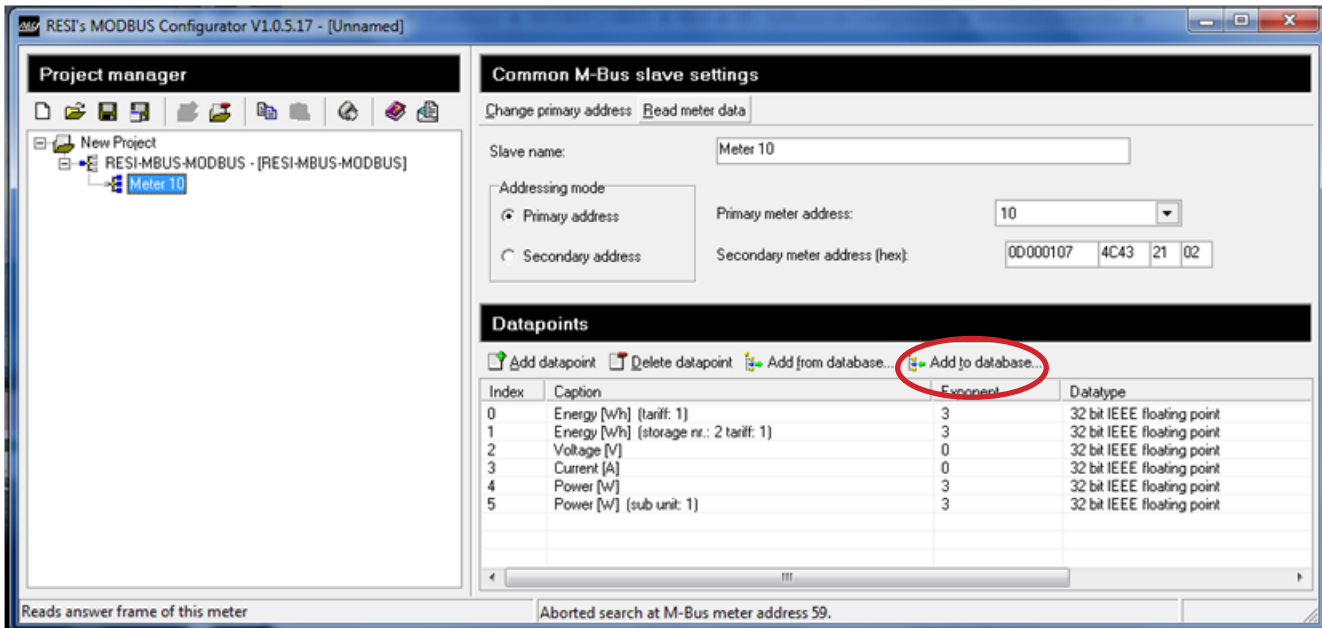 RESI's MODBUS Configurator V1.0.5.17 - [Unnamed]
Project manager
New Project
RESI-MBUS-MODBUS - [RESI-MBUS-MODBUS]
Meter 10
Common M-Bus slave settings
Change primary address Read meter data
Slave name: Meter 10
Addressing mode
Primary address Primary meter address: 10
Secondary address Secondary meter address (hex): 0D000107 4C43 21 02
Datapoints
Add datapoint Delete datapoint Add from database... Add to database...
Index Caption Exponent Datatype
0 Energy [Wh] (tariff: 1) 3 32 bit IEEE floating point
1 Energy [Wh] (storage nr.: 2 tariff: 1) 3 32 bit IEEE floating point
2 Voltage [V] 0 32 bit IEEE floating point
3 Current [A] 0 32 bit IEEE floating point
4 Power [W] 3 32 bit IEEE floating point
5 Power [W] (sub unit: 1) 3 32 bit IEEE floating point
Reads answer frame of this meter Aborted search at M-Bus meter address 59.